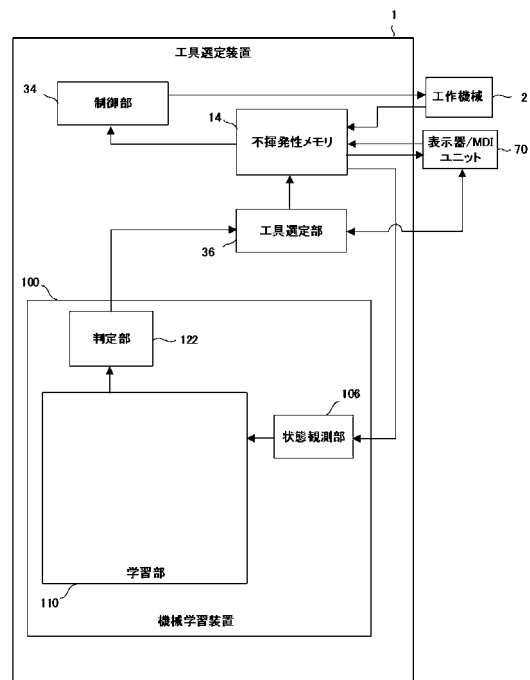 1
工具選定装置
34
制御部
工作機械
2
14
不揮発性メモリ
表示器/MDI
ユニット
70
工具選定部
36
100
判定部
122
106
状態観測部
学習部
110
機械学習装置